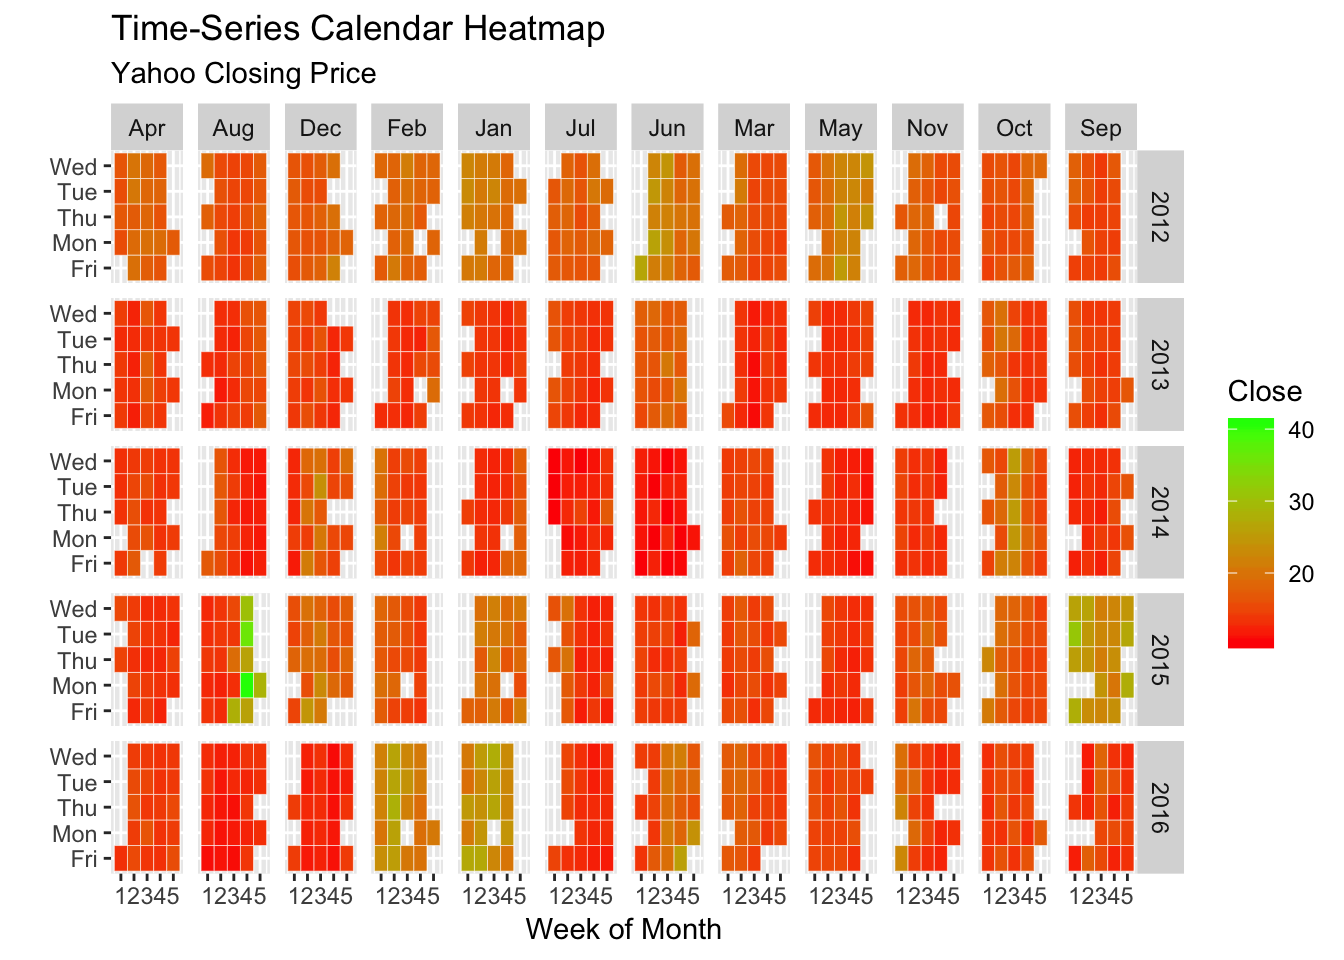 Time-Series Calendar Heatmap
Yahoo Closing Price
Apr Aug Dec Feb Jan Jul Jun Mar May Nov Oct Sep
Wed
Tue
Thu
Mon
Fri
2012
Wed
Tue
Thu
Mon
Fri
2013
Wed
Tue
Thu
Mon
Fri
2014
Wed
Tue
Thu
Mon
Fri
2015
Wed
Tue
Thu
Mon
Fri
2016
12345 12345 12345 12345 12345 12345 12345 12345 12345 12345 12345 12345
Week of Month
Close
40
30
20